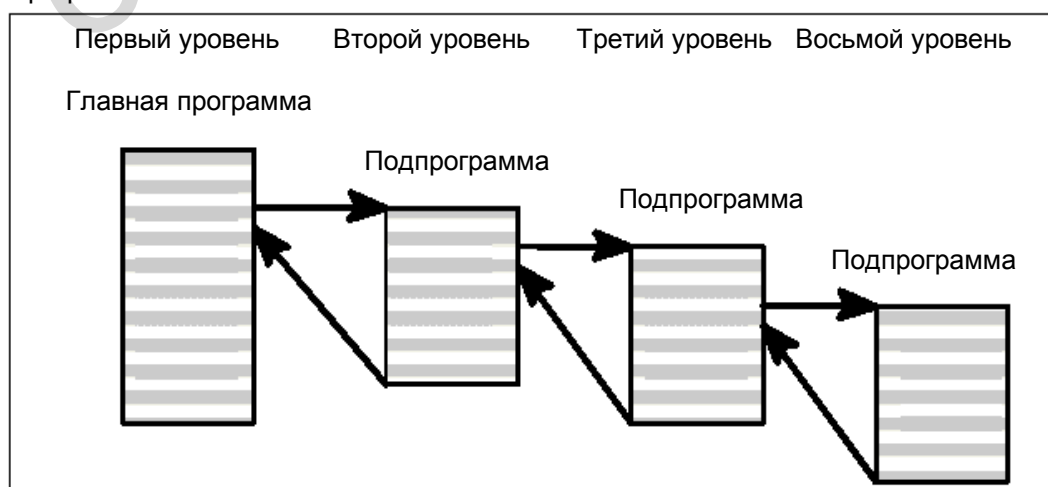 Первый уровень Второй уровень Третий уровень Восьмой уровень
Главная программа
Подпрограмма
Подпрограмма
Подпрограмма